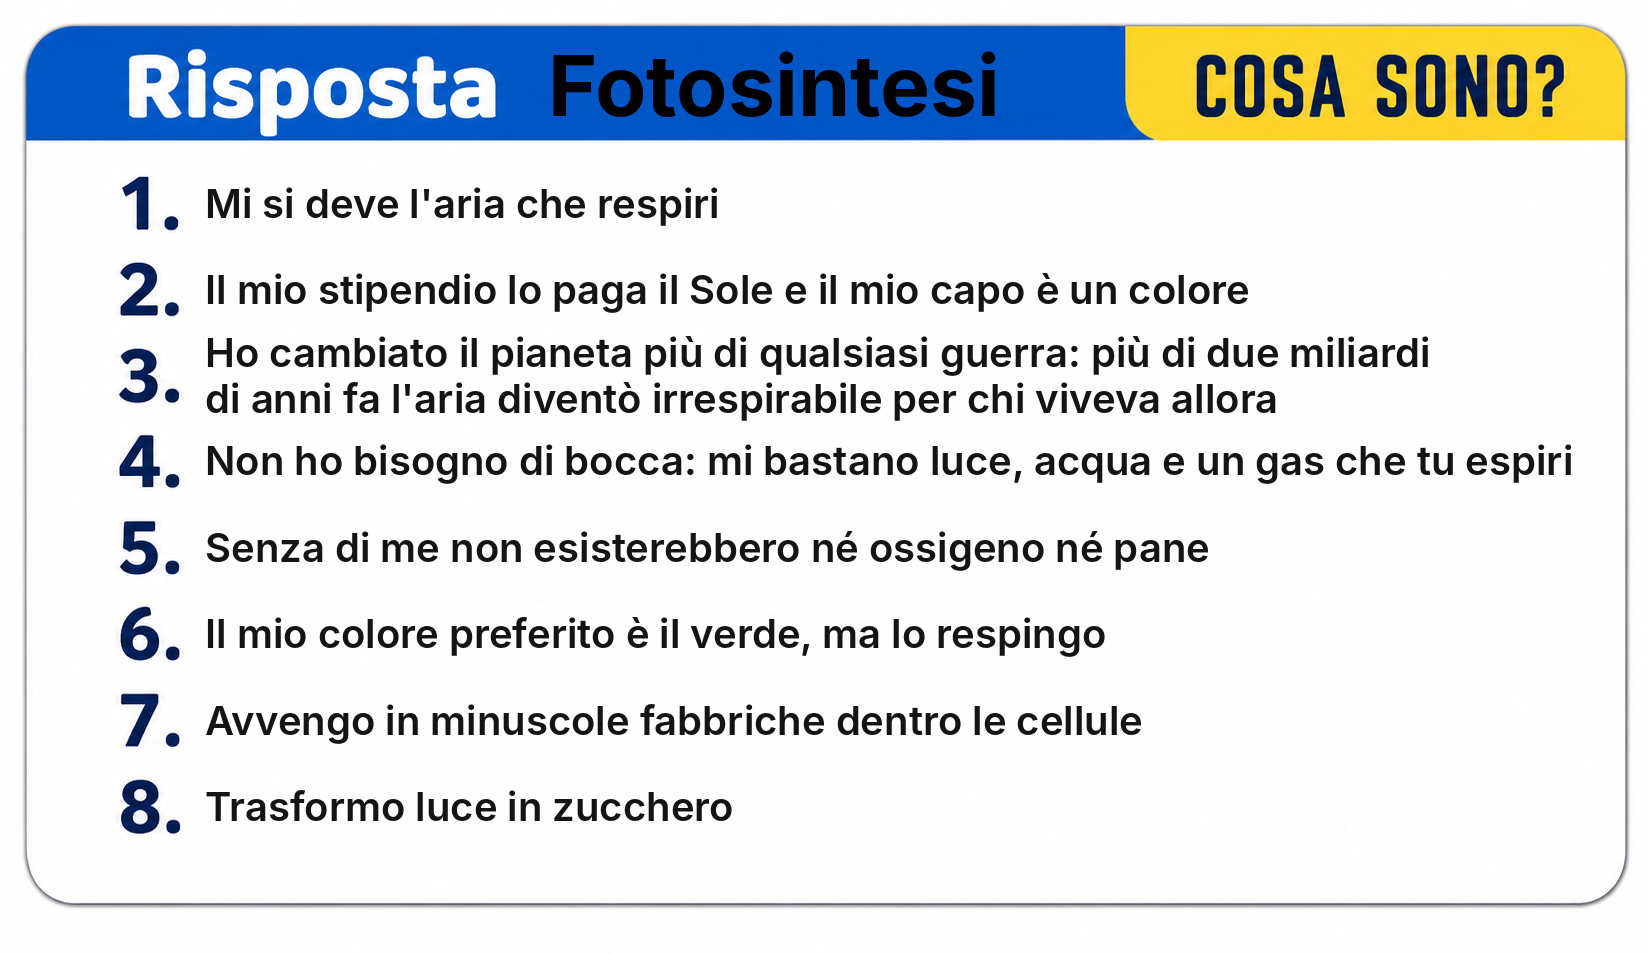 Risposta Fotosintesi COSA SONO?
1. Mi si deve l'aria che respiri
2. Il mio stipendio lo paga il Sole e il mio capo è un colore
3. Ho cambiato il pianeta più di qualsiasi guerra: più di due miliardi
di anni fa l'aria diventò irrespirabile per chi viveva allora
4. Non ho bisogno di bocca: mi bastano luce, acqua e un gas che tu espiri
5. Senza di me non esisterebbero né ossigeno né pane
6. Il mio colore preferito è il verde, ma lo respingo
7. Avvengo in minuscole fabbriche dentro le cellule
8. Trasformo luce in zucchero